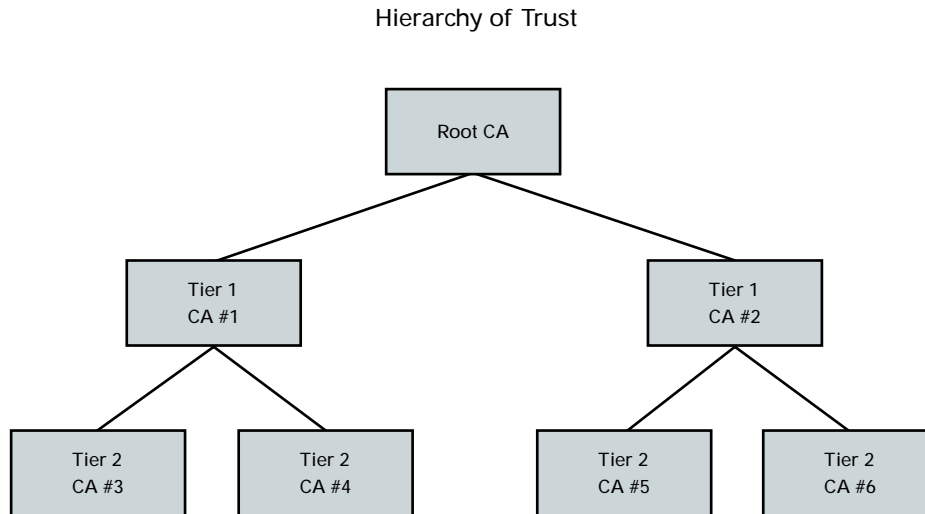 Hierarchy of Trust
Root CA
Tier 1
CA #1
Tier 1
CA #2
Tier 2
CA #3
Tier 2
CA #4
Tier 2
CA #5
Tier 2
CA #6